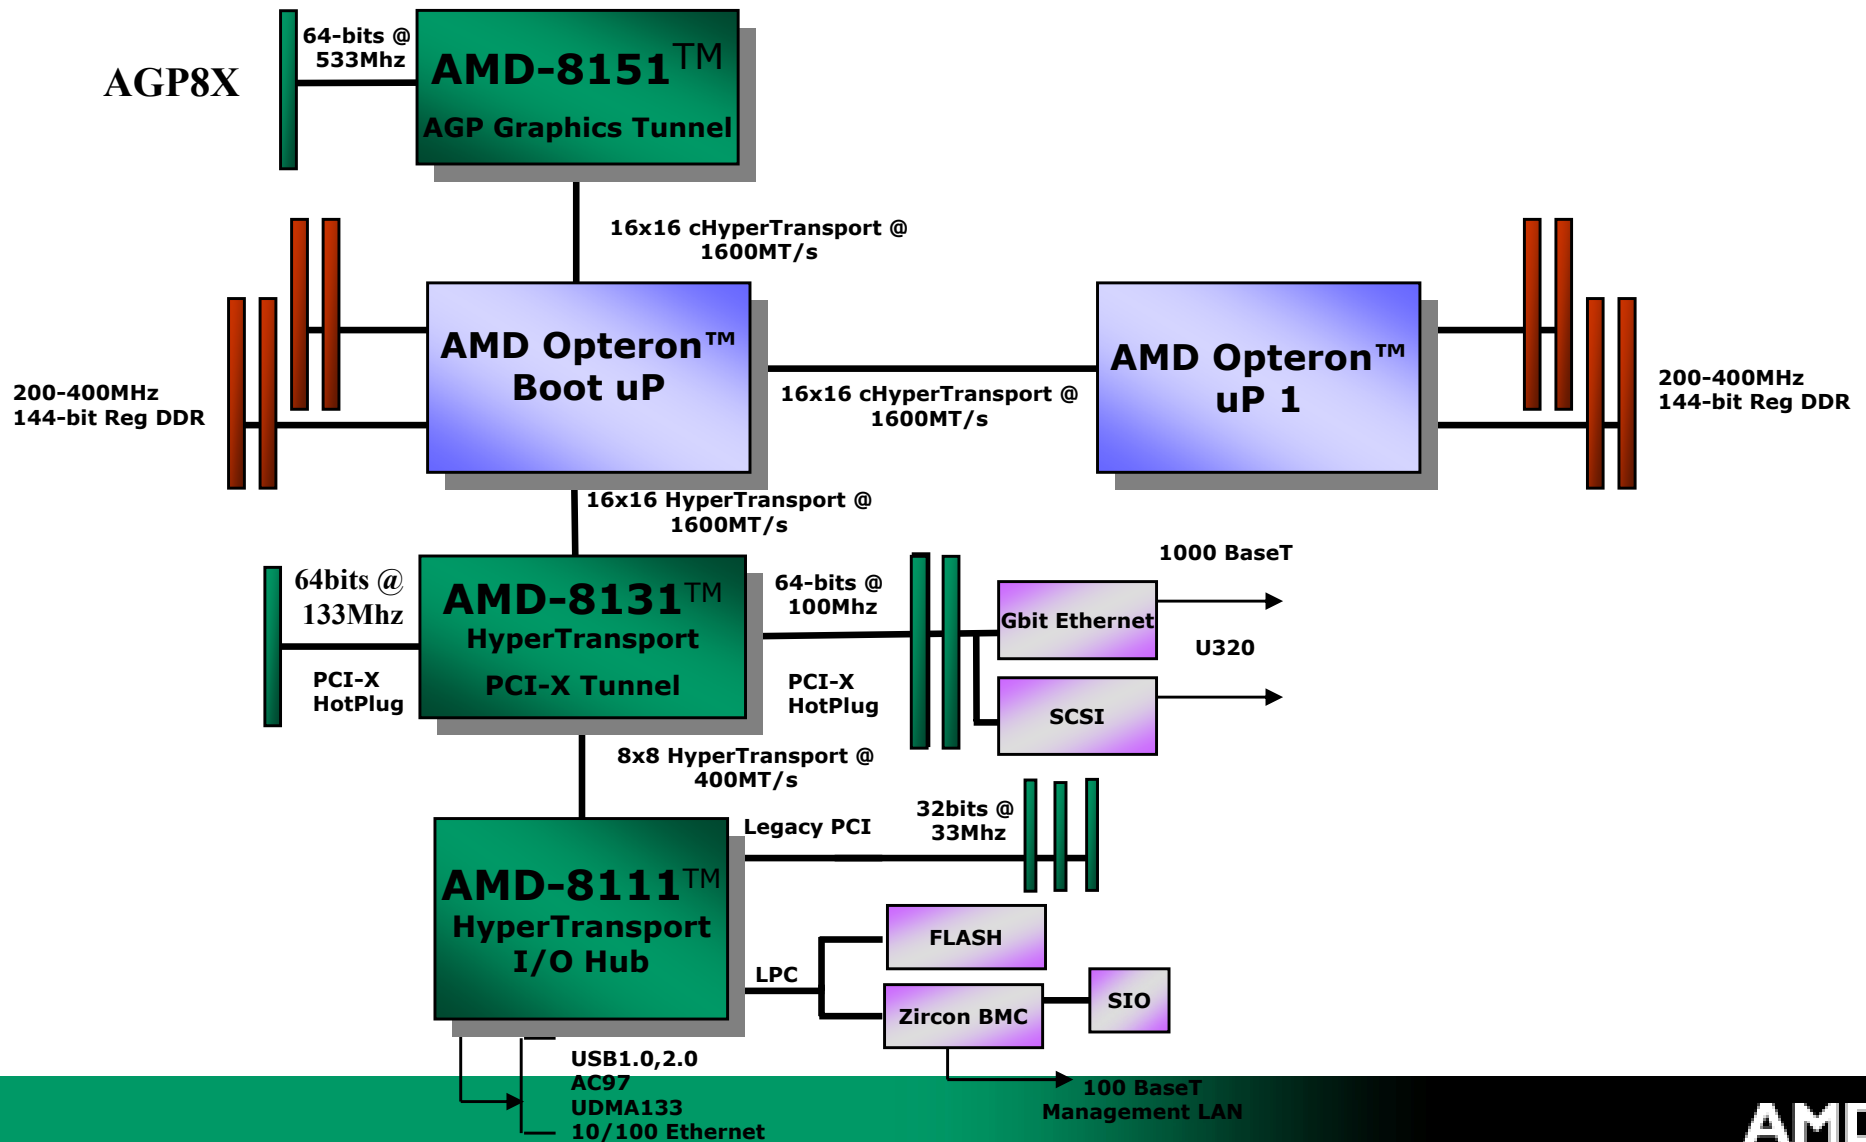 64-bits @
533Mhz
AGP8X
AMD-8151™
AGP Graphics Tunnel
16x16 cHyperTransport @
1600MT/s
AMD Opteron™
Boot uP
AMD Opteron™
uP 1
200-400MHz
144-bit Reg DDR
16x16 cHyperTransport @
1600MT/s
200-400MHz
144-bit Reg DDR
16x16 HyperTransport @
1600MT/s
64bits @
133Mhz
PCI-X
HotPlug
AMD-8131™
HyperTransport
PCI-X Tunnel
64-bits @
100Mhz
PCI-X
HotPlug
1000 BaseT
Gbit Ethernet
U320
SCSI
8x8 HyperTransport @
400MT/s
Legacy PCI
32bits @
33Mhz
AMD-8111™
HyperTransport
I/O Hub
LPC
FLASH
Zircon BMC
SIO
USB1.0,2.0
AC97
UDMA133
10/100 Ethernet
100 BaseT
Management LAN
AMD